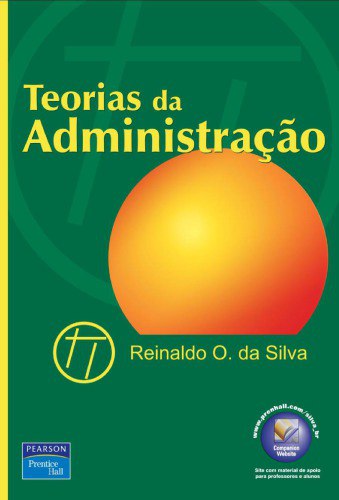 Teorias da
Administração
Reinaldo O. da Silva
www.prenhall.com/silva_br
Companion
Website
Site com material de apoio
para professores e alunos
PEARSON
Prentice
Hall